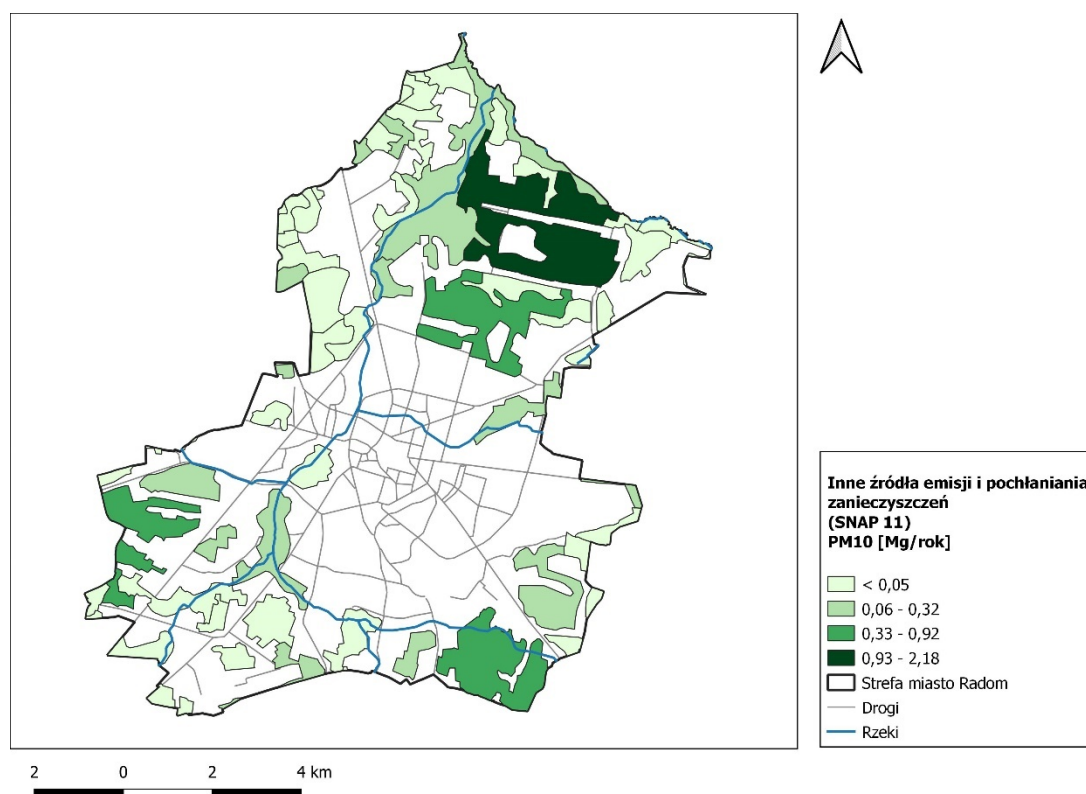 Inne źródła emisji i pochłaniania
zanieczyszczeń
(SNAP 11)
PM10 [Mg/rok]
< 0,05
0,06 - 0,32
0,33 - 0,92
0,93 - 2,18
Strefa miasto Radom
Drogi
Rzeki
2 0 2 4 km